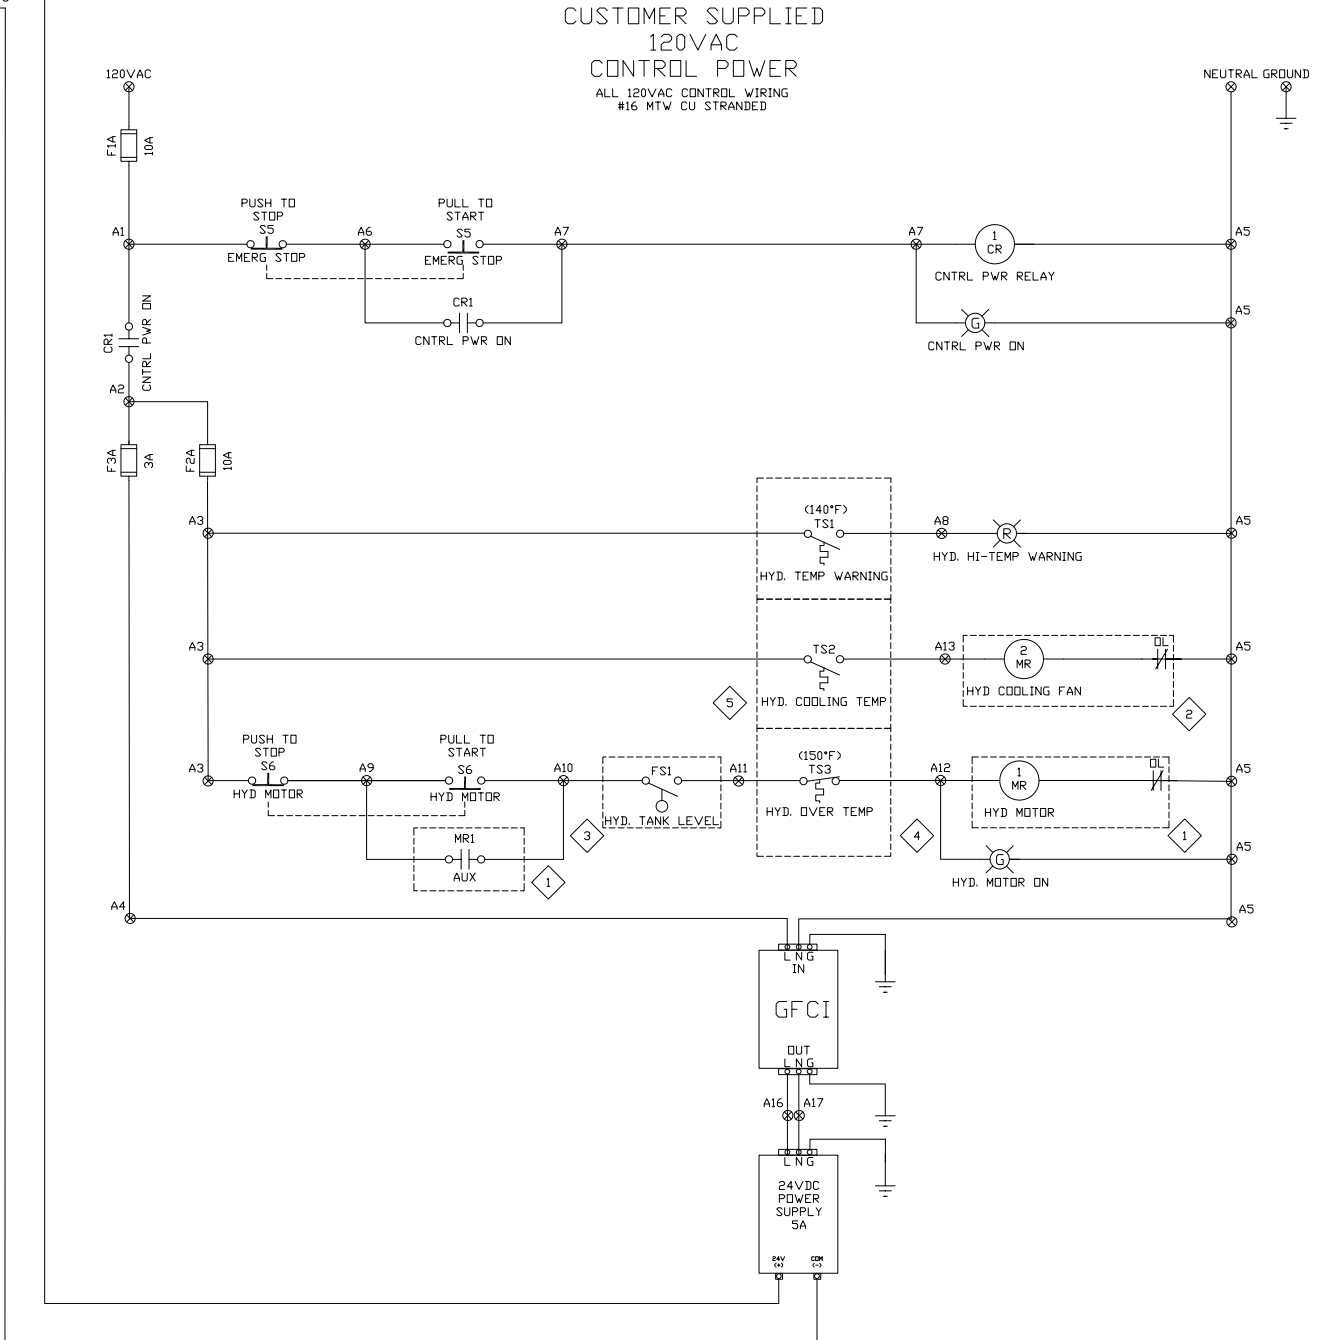 CUSTOMER SUPPLIED
120VAC
CONTROL POWER
ALL 120VAC CONTROL WIRING
#16 MTW CU STRANDED
120VAC
NEUTRAL GROUND
F1A
10A
PUSH TO
STOP
S5
EMERG STOP
PULL TO
START
S5
EMERG STOP
A1
A6
A7
A7
1
CR
CNTRL PWR RELAY
A5
CR1
CNTRL PWR ON
CR1
CNTRL PWR ON
G
CNTRL PWR ON
A5
A2
F3A
3A
F2A
10A
A3
(140°F)
TS1
HYD. TEMP WARNING
A8
R
HYD. HI-TEMP WARNING
A5
A3
TS2
HYD. COOLING TEMP
5
A13
2
MR
HYD COOLING FAN
OL
2
A5
A3
PUSH TO
STOP
S6
HYD MOTOR
A9
PULL TO
START
S6
HYD MOTOR
A10
FS1
HYD. TANK LEVEL
3
A11
(150°F)
TS3
HYD. OVER TEMP
4
A12
1
MR
HYD MOTOR
OL
1
A5
MR1
AUX
1
G
HYD. MOTOR ON
A5
A4
A5
L N G
IN
GFCI
OUT
L N G
A16
A17
L N G
24VDC
POWER
SUPPLY
5A
24V
(+)
COM
(-)